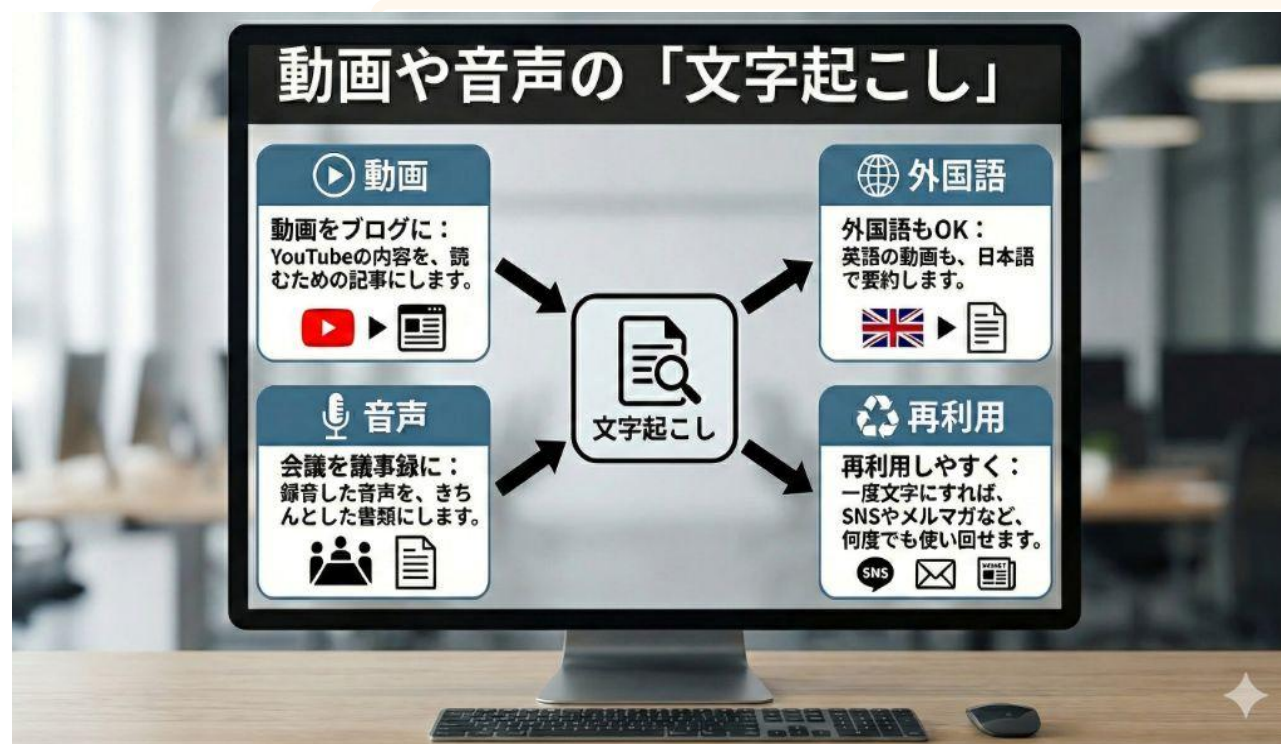 動画や音声の「文字起こし」
動画
動画をブログに：
YouTubeの内容を、読
むための記事にします。
音声
会議を議事録に：
録音した音声を、きち
んとした書類にします。
文字起こし
外国語
外国語もOK：
英語の動画も、日本語
で要約します。
再利用
再利用しやすく：
一度文字にすれば、
SNSやメルマガなど、
何度でも使い回せます。
SNS